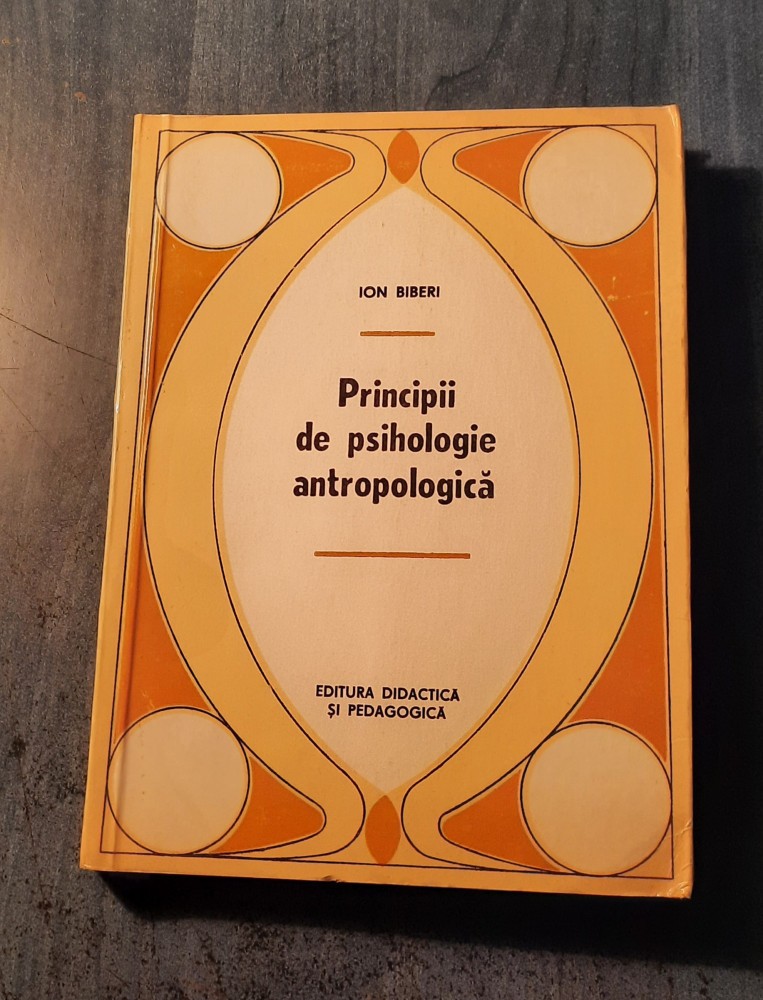 ION BIBERI
Principii
de psihologie
antropologică
EDITURA DIDACTICĂ
ȘI PEDAGOGICĂ